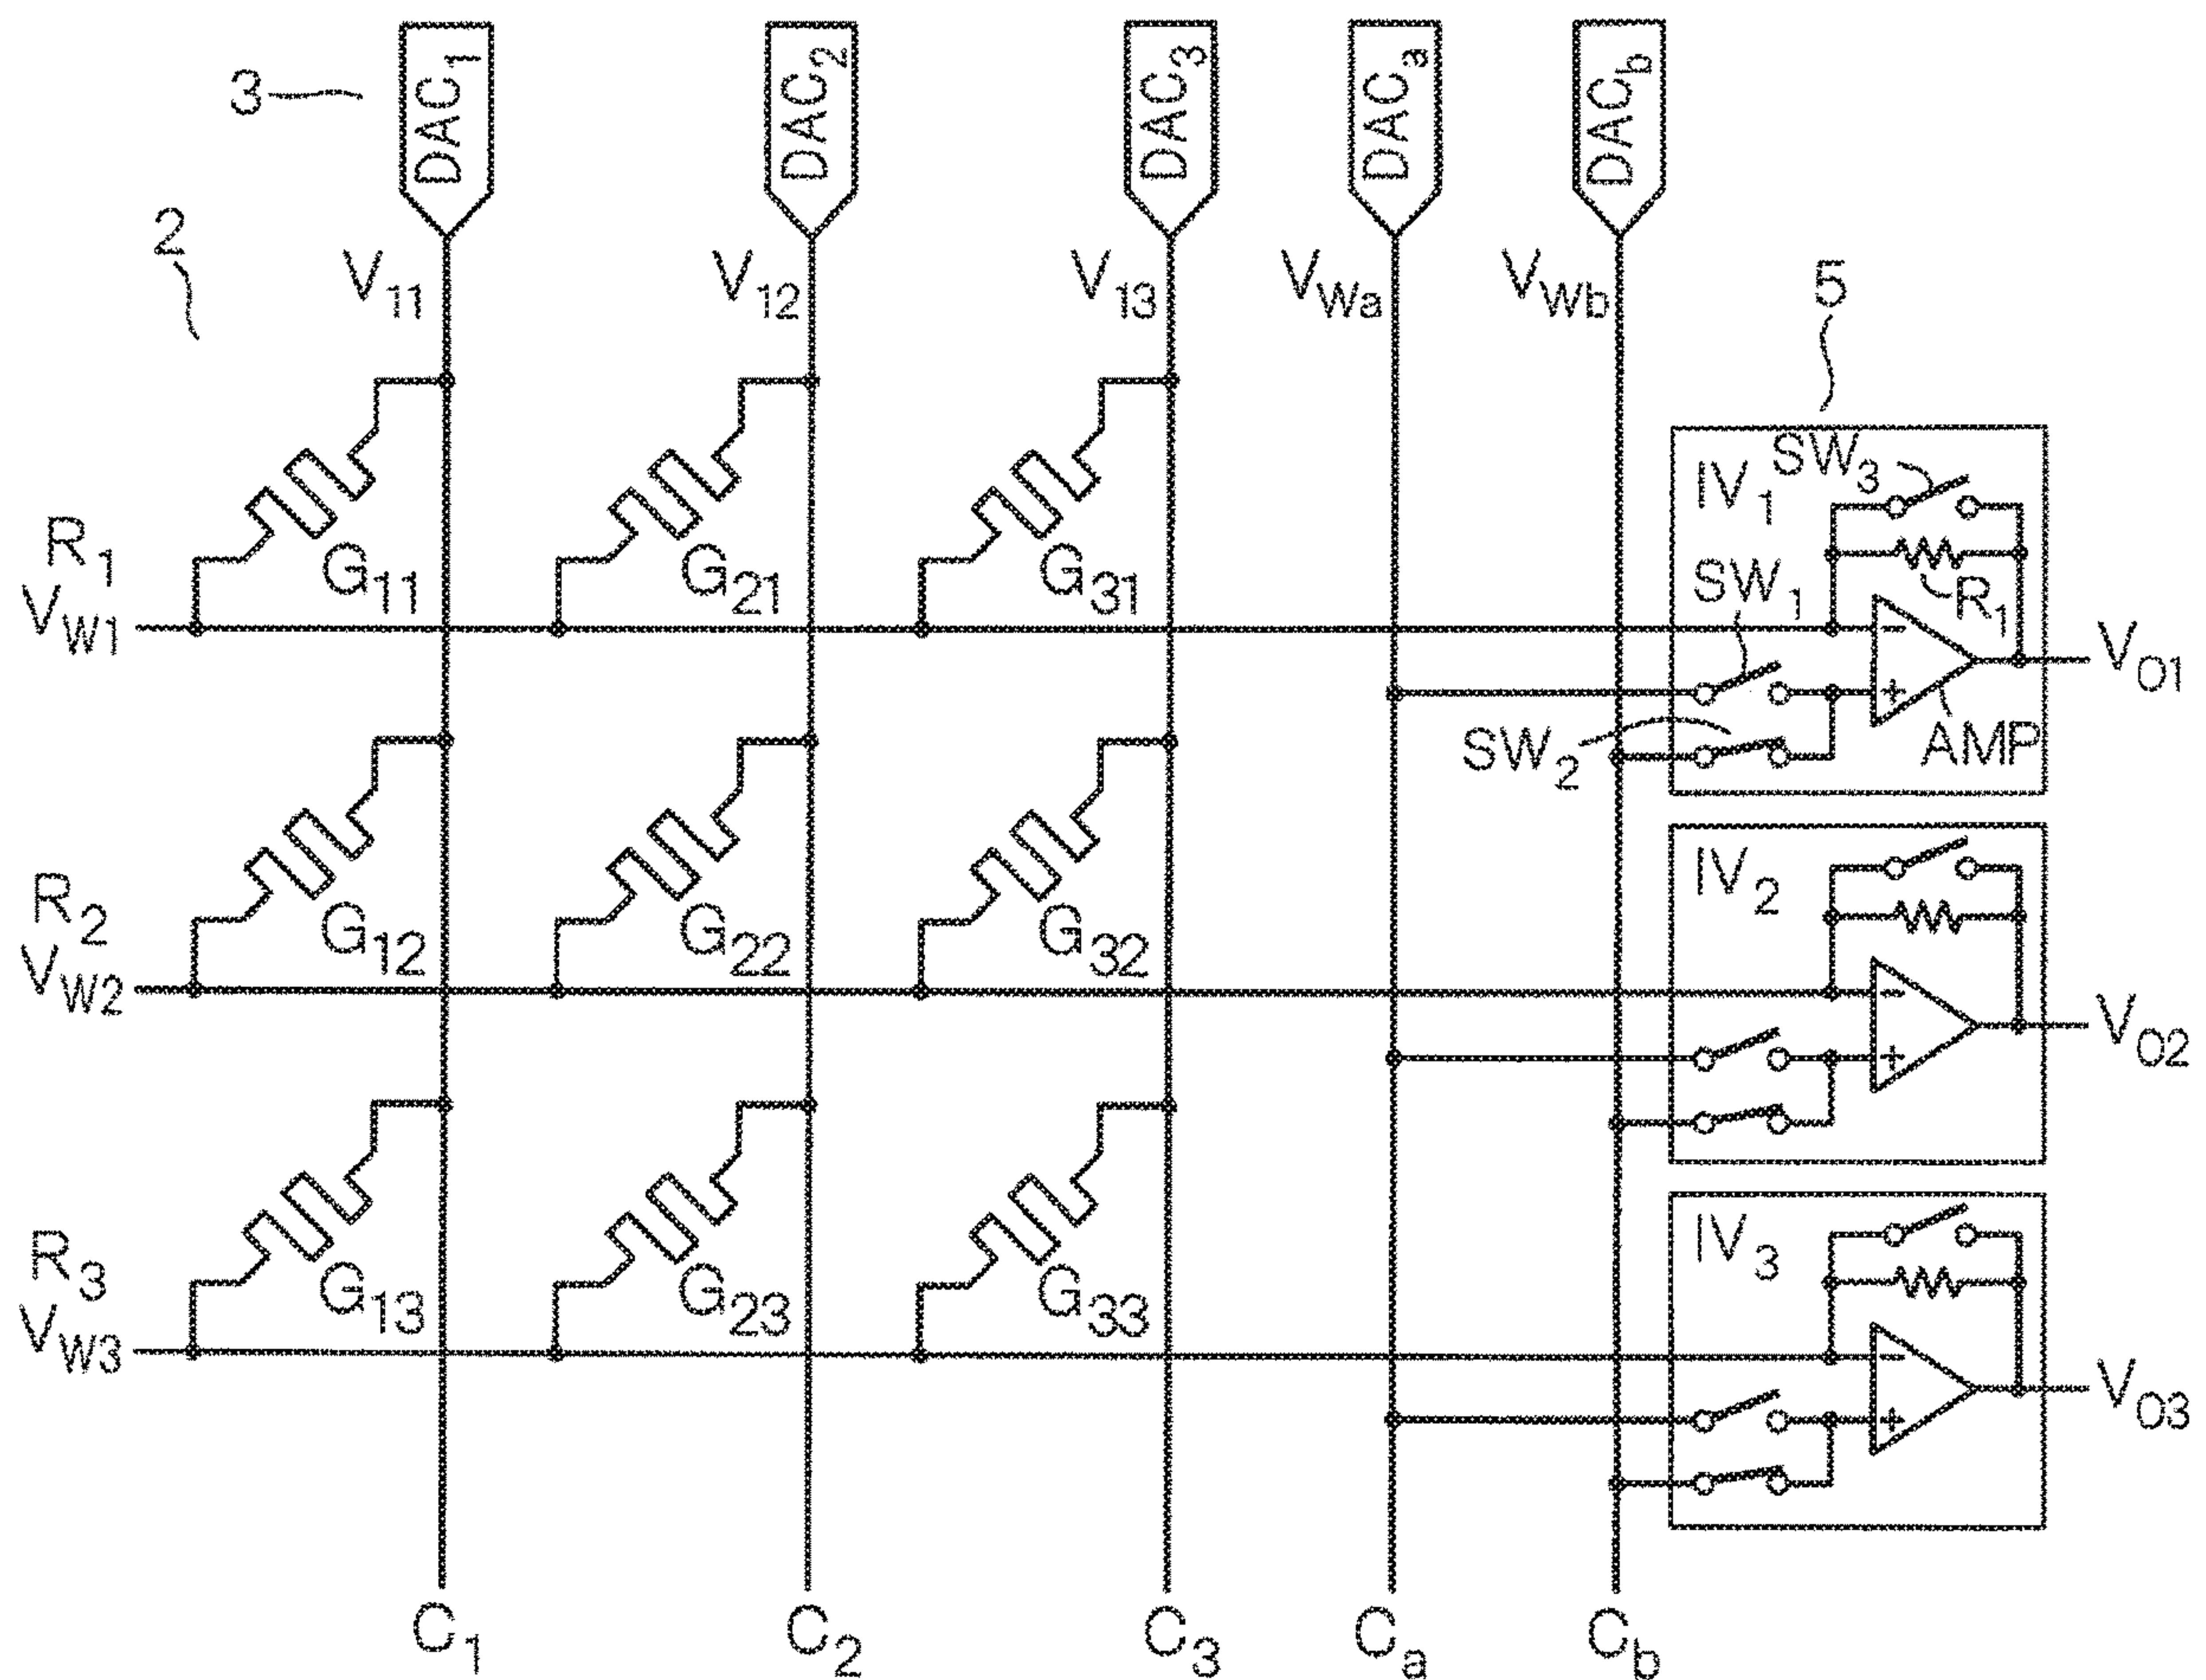 3
DAC1
DAC2
DAC3
DACa
DACb
2
V11
V12
V13
VWa
VWb
5
IV1
SW3
R1
VW1
G11
G21
G31
SW1
R1
VO1
SW2
AMP
R2
VW2
G12
G22
G32
IV2
VO2
R3
VW3
G13
G23
G33
IV3
VO3
C1
C2
C3
Ca
Cb